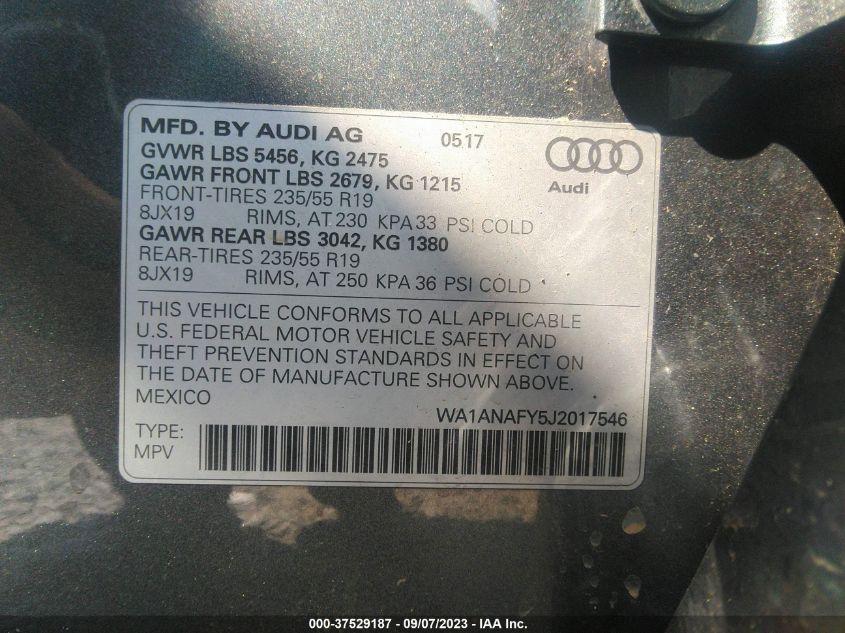 MFD. BY AUDI AG 05.17
GVWR LBS 5456, KG 2475
GAWR FRONT LBS 2679, KG 1215
FRONT-TIRES 235/55 R19
8JX19 RIMS, AT 230 KPA 33 PSI COLD
GAWR REAR LBS 3042, KG 1380
REAR-TIRES 235/55 R19
8JX19 RIMS, AT 250 KPA 36 PSI COLD
Audi
THIS VEHICLE CONFORMS TO ALL APPLICABLE
U.S. FEDERAL MOTOR VEHICLE SAFETY AND
THEFT PREVENTION STANDARDS IN EFFECT ON
THE DATE OF MANUFACTURE SHOWN ABOVE.
MEXICO
WA1ANAFY5J2017546
TYPE:
MPV
000-37529187 - 09/07/2023 - IAA Inc.